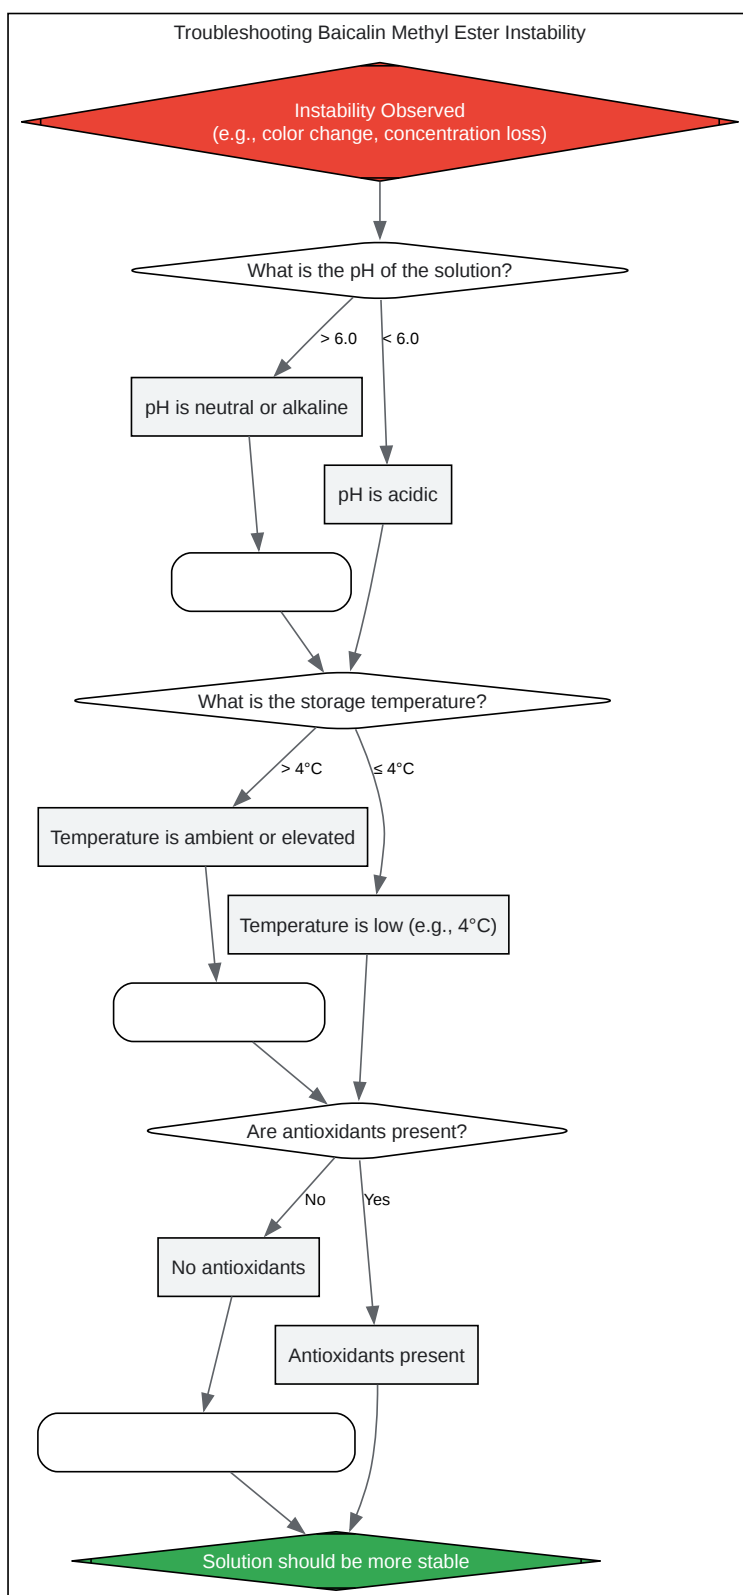 Troubleshooting Baicalin Methyl Ester Instability
Instability Observed
(e.g., color change, concentration loss)
What is the pH of the solution?
> 6.0
< 6.0
pH is neutral or alkaline
pH is acidic
What is the storage temperature?
> 4°C
≤ 4°C
Temperature is ambient or elevated
Temperature is low (e.g., 4°C)
Are antioxidants present?
No
Yes
No antioxidants
Antioxidants present
Solution should be more stable